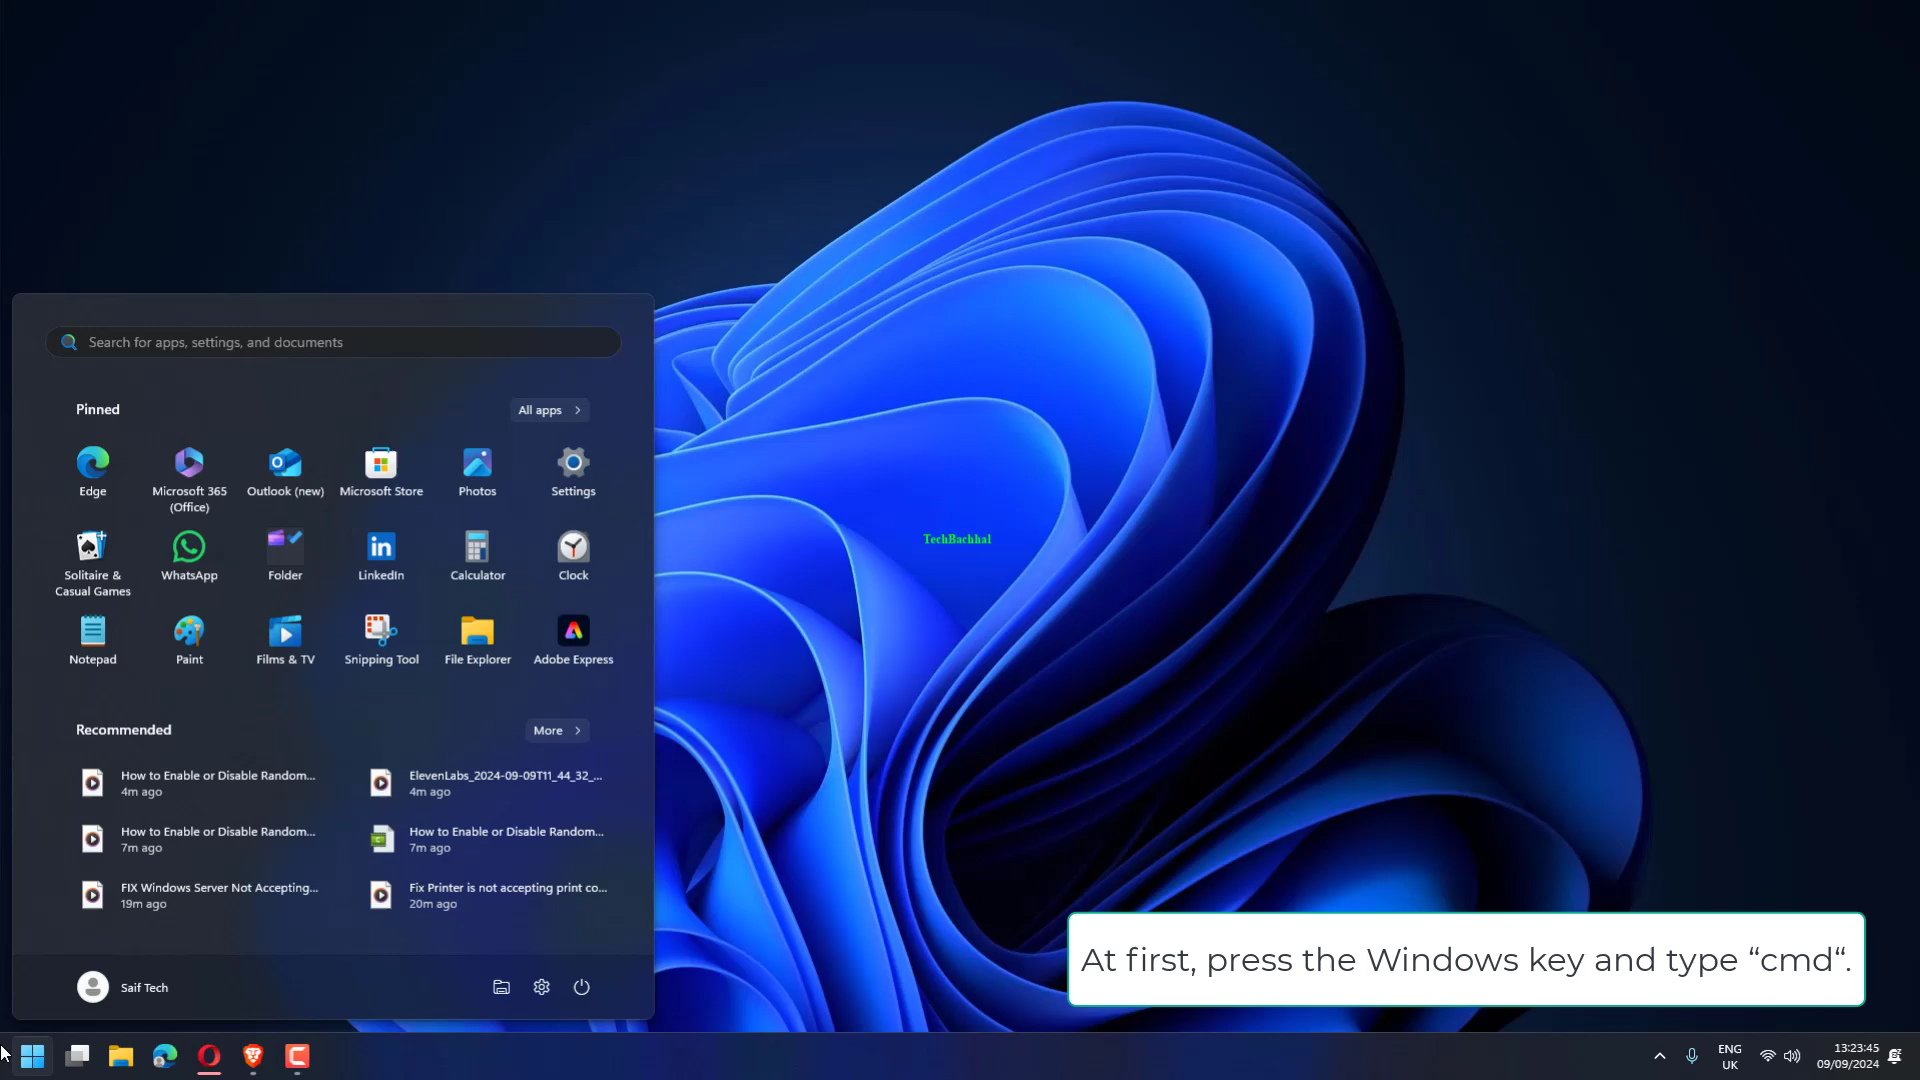 Search for apps, settings, and documents
Pinned
All apps
Edge
Microsoft 365
(Office)
Outlook (new)
Microsoft Store
Photos
Settings
Solitaire &
Casual Games
WhatsApp
Folder
LinkedIn
Calculator
Clock
Notepad
Paint
Films & TV
Snipping Tool
File Explorer
Adobe Express
Recommended
More
How to Enable or Disable Random...
4m ago
ElevenLabs_2024-09-09T11_44_32_...
4m ago
How to Enable or Disable Random...
7m ago
How to Enable or Disable Random...
7m ago
FIX Windows Server Not Accepting...
19m ago
Fix Printer is not accepting print co...
20m ago
Saif Tech
TechBachhal
At first, press the Windows key and type “cmd“.
ENG
UK
13:23:45
09/09/2024